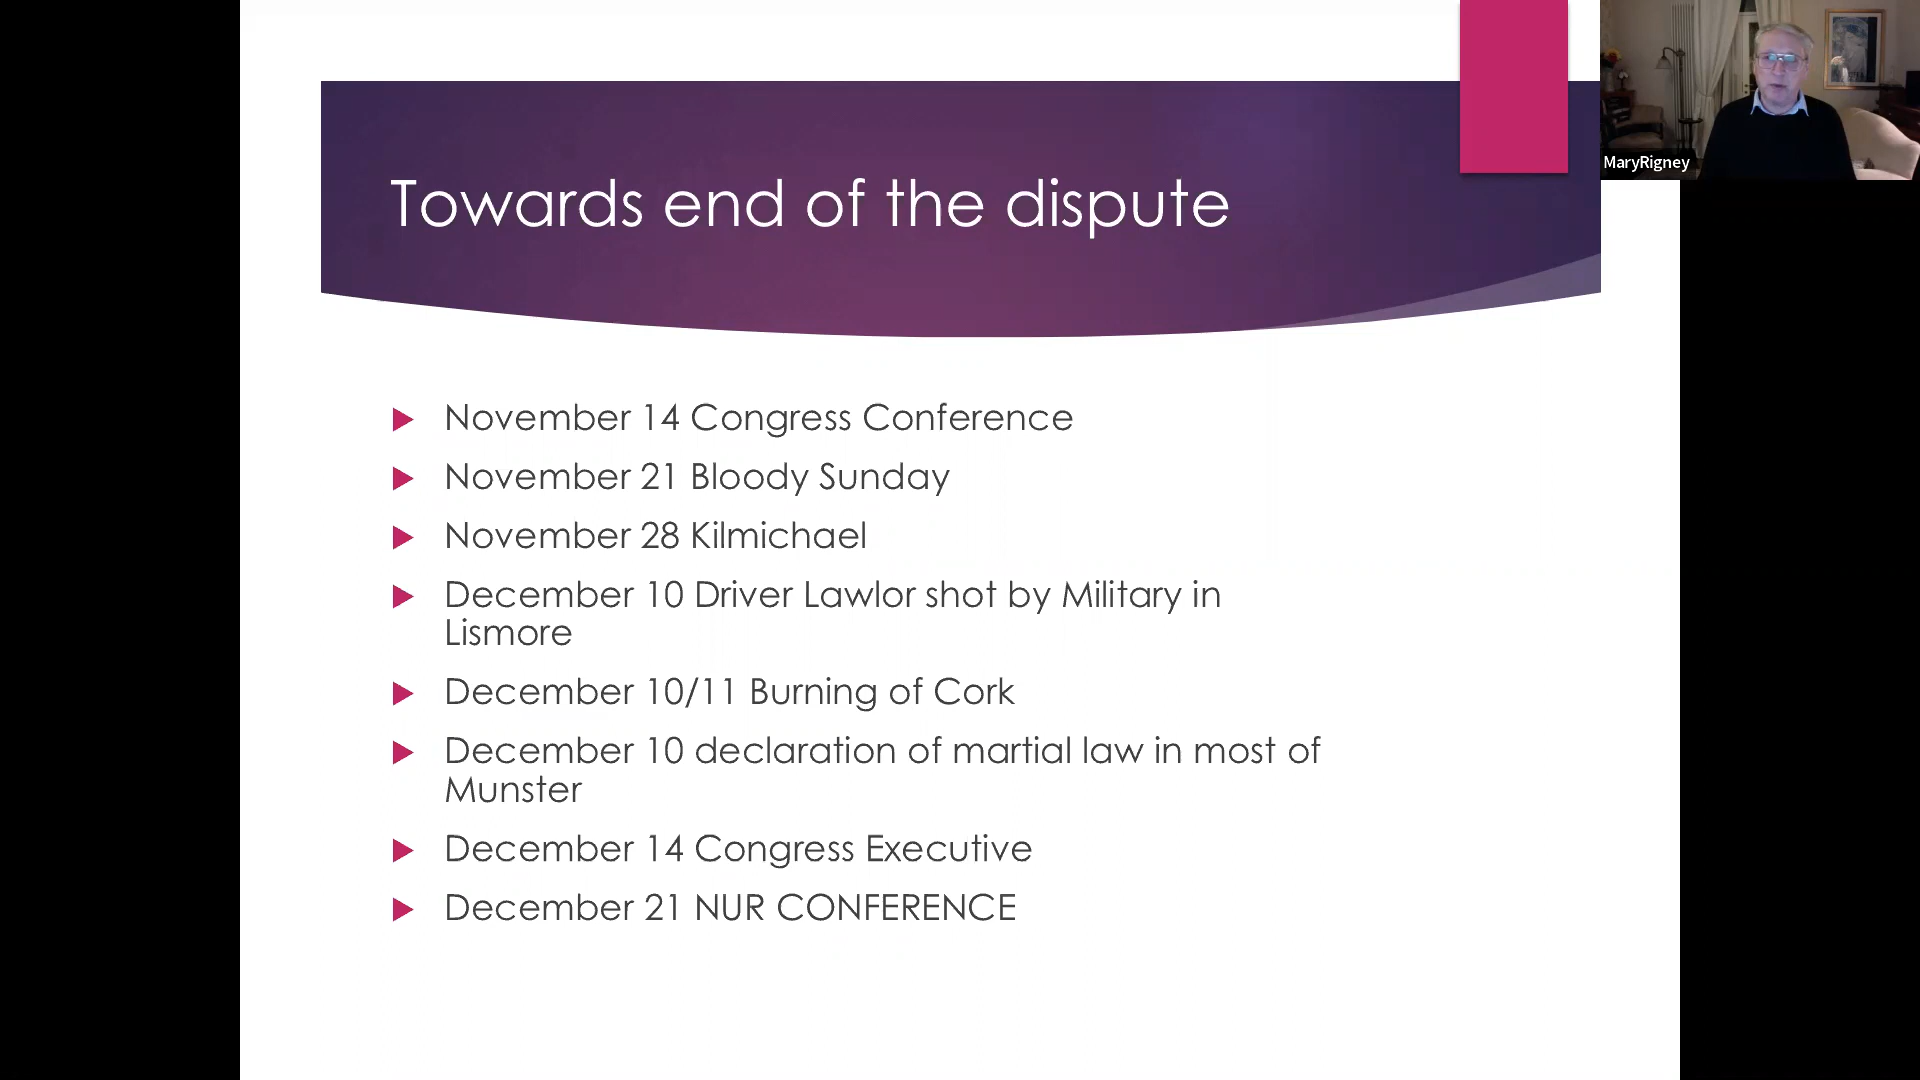 MaryRigney
Towards end of the dispute
November 14 Congress Conference
November 21 Bloody Sunday
November 28 Kilmichael
December 10 Driver Lawlor shot by Military in
Lismore
December 10/11 Burning of Cork
December 10 declaration of martial law in most of
Munster
December 14 Congress Executive
December 21 NUR CONFERENCE